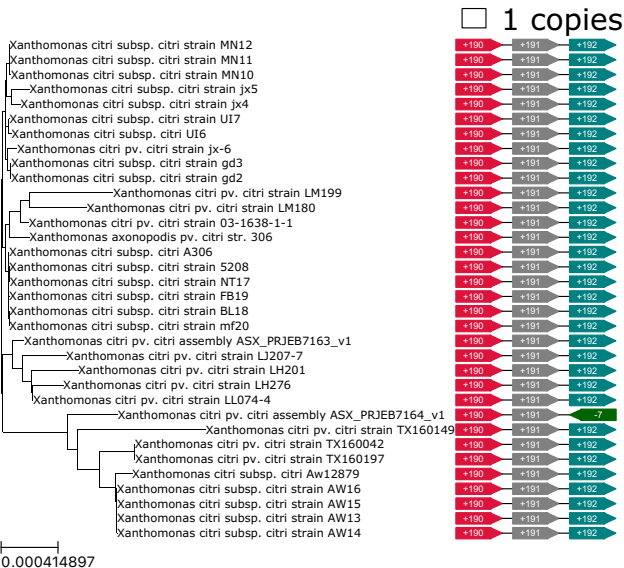 1 copies
Xanthomonas citri subsp. citri strain MN12 +190 +191 +192
Xanthomonas citri subsp. citri strain MN11 +190 +191 +192
Xanthomonas citri subsp. citri strain MN10 +190 +191 +192
Xanthomonas citri subsp. citri strain jx5 +190 +191 +192
Xanthomonas citri subsp. citri strain jx4 +190 +191 +192
Xanthomonas citri subsp. citri strain UI7 +190 +191 +192
Xanthomonas citri subsp. citri UI6 +190 +191 +192
Xanthomonas citri pv. citri strain jx-6 +190 +191 +192
Xanthomonas citri subsp. citri strain gd3 +190 +191 +192
Xanthomonas citri subsp. citri strain gd2 +190 +191 +192
Xanthomonas citri pv. citri strain LM199 +190 +191 +192
Xanthomonas citri pv. citri strain LM180 +190 +191 +192
Xanthomonas citri pv. citri strain 03-1638-1-1 +190 +191 +192
Xanthomonas axonopodis pv. citri str. 306 +190 +191 +192
Xanthomonas citri subsp. citri A306 +190 +191 +192
Xanthomonas citri subsp. citri strain 5208 +190 +191 +192
Xanthomonas citri subsp. citri strain NT17 +190 +191 +192
Xanthomonas citri subsp. citri strain FB19 +190 +191 +192
Xanthomonas citri subsp. citri strain BL18 +190 +191 +192
Xanthomonas citri subsp. citri strain mf20 +190 +191 +192
Xanthomonas citri pv. citri assembly ASX_PRJEB7163_v1 +190 +191 +192
Xanthomonas citri pv. citri strain LJ207-7 +190 +191 +192
Xanthomonas citri pv. citri strain LH201 +190 +191 +192
Xanthomonas citri pv. citri strain LH276 +190 +191 +192
Xanthomonas citri pv. citri strain LL074-4 +190 +191 +192
Xanthomonas citri pv. citri assembly ASX_PRJEB7164_v1 +190 +191 -7
Xanthomonas citri pv. citri strain TX160149 +190 +191 +192
Xanthomonas citri pv. citri strain TX160042 +190 +191 +192
Xanthomonas citri pv. citri strain TX160197 +190 +191 +192
Xanthomonas citri subsp. citri Aw12879 +190 +191 +192
Xanthomonas citri subsp. citri strain AW16 +190 +191 +192
Xanthomonas citri subsp. citri strain AW15 +190 +191 +192
Xanthomonas citri subsp. citri strain AW13 +190 +191 +192
Xanthomonas citri subsp. citri strain AW14 +190 +191 +192
0.000414897